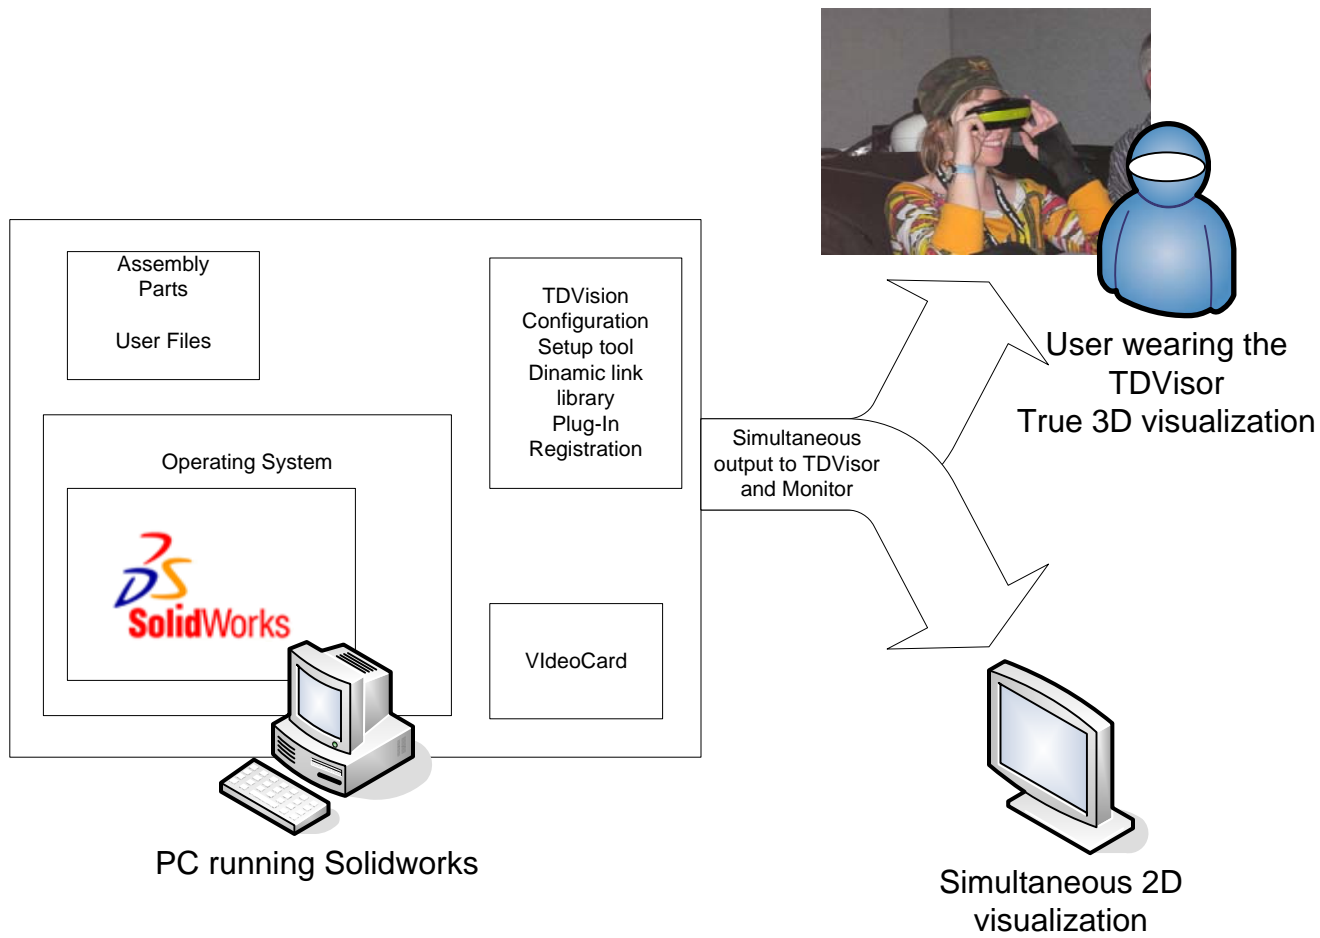 Assembly
Parts
User Files
TDVision
Configuration
Setup tool
Dinamic link
library
Plug-In
Registration
Operating System
SolidWorks
VIdeoCard
PC running Solidworks
Simultaneous
output to TDVisor
and Monitor
User wearing the
TDVisor
True 3D visualization
Simultaneous 2D
visualization